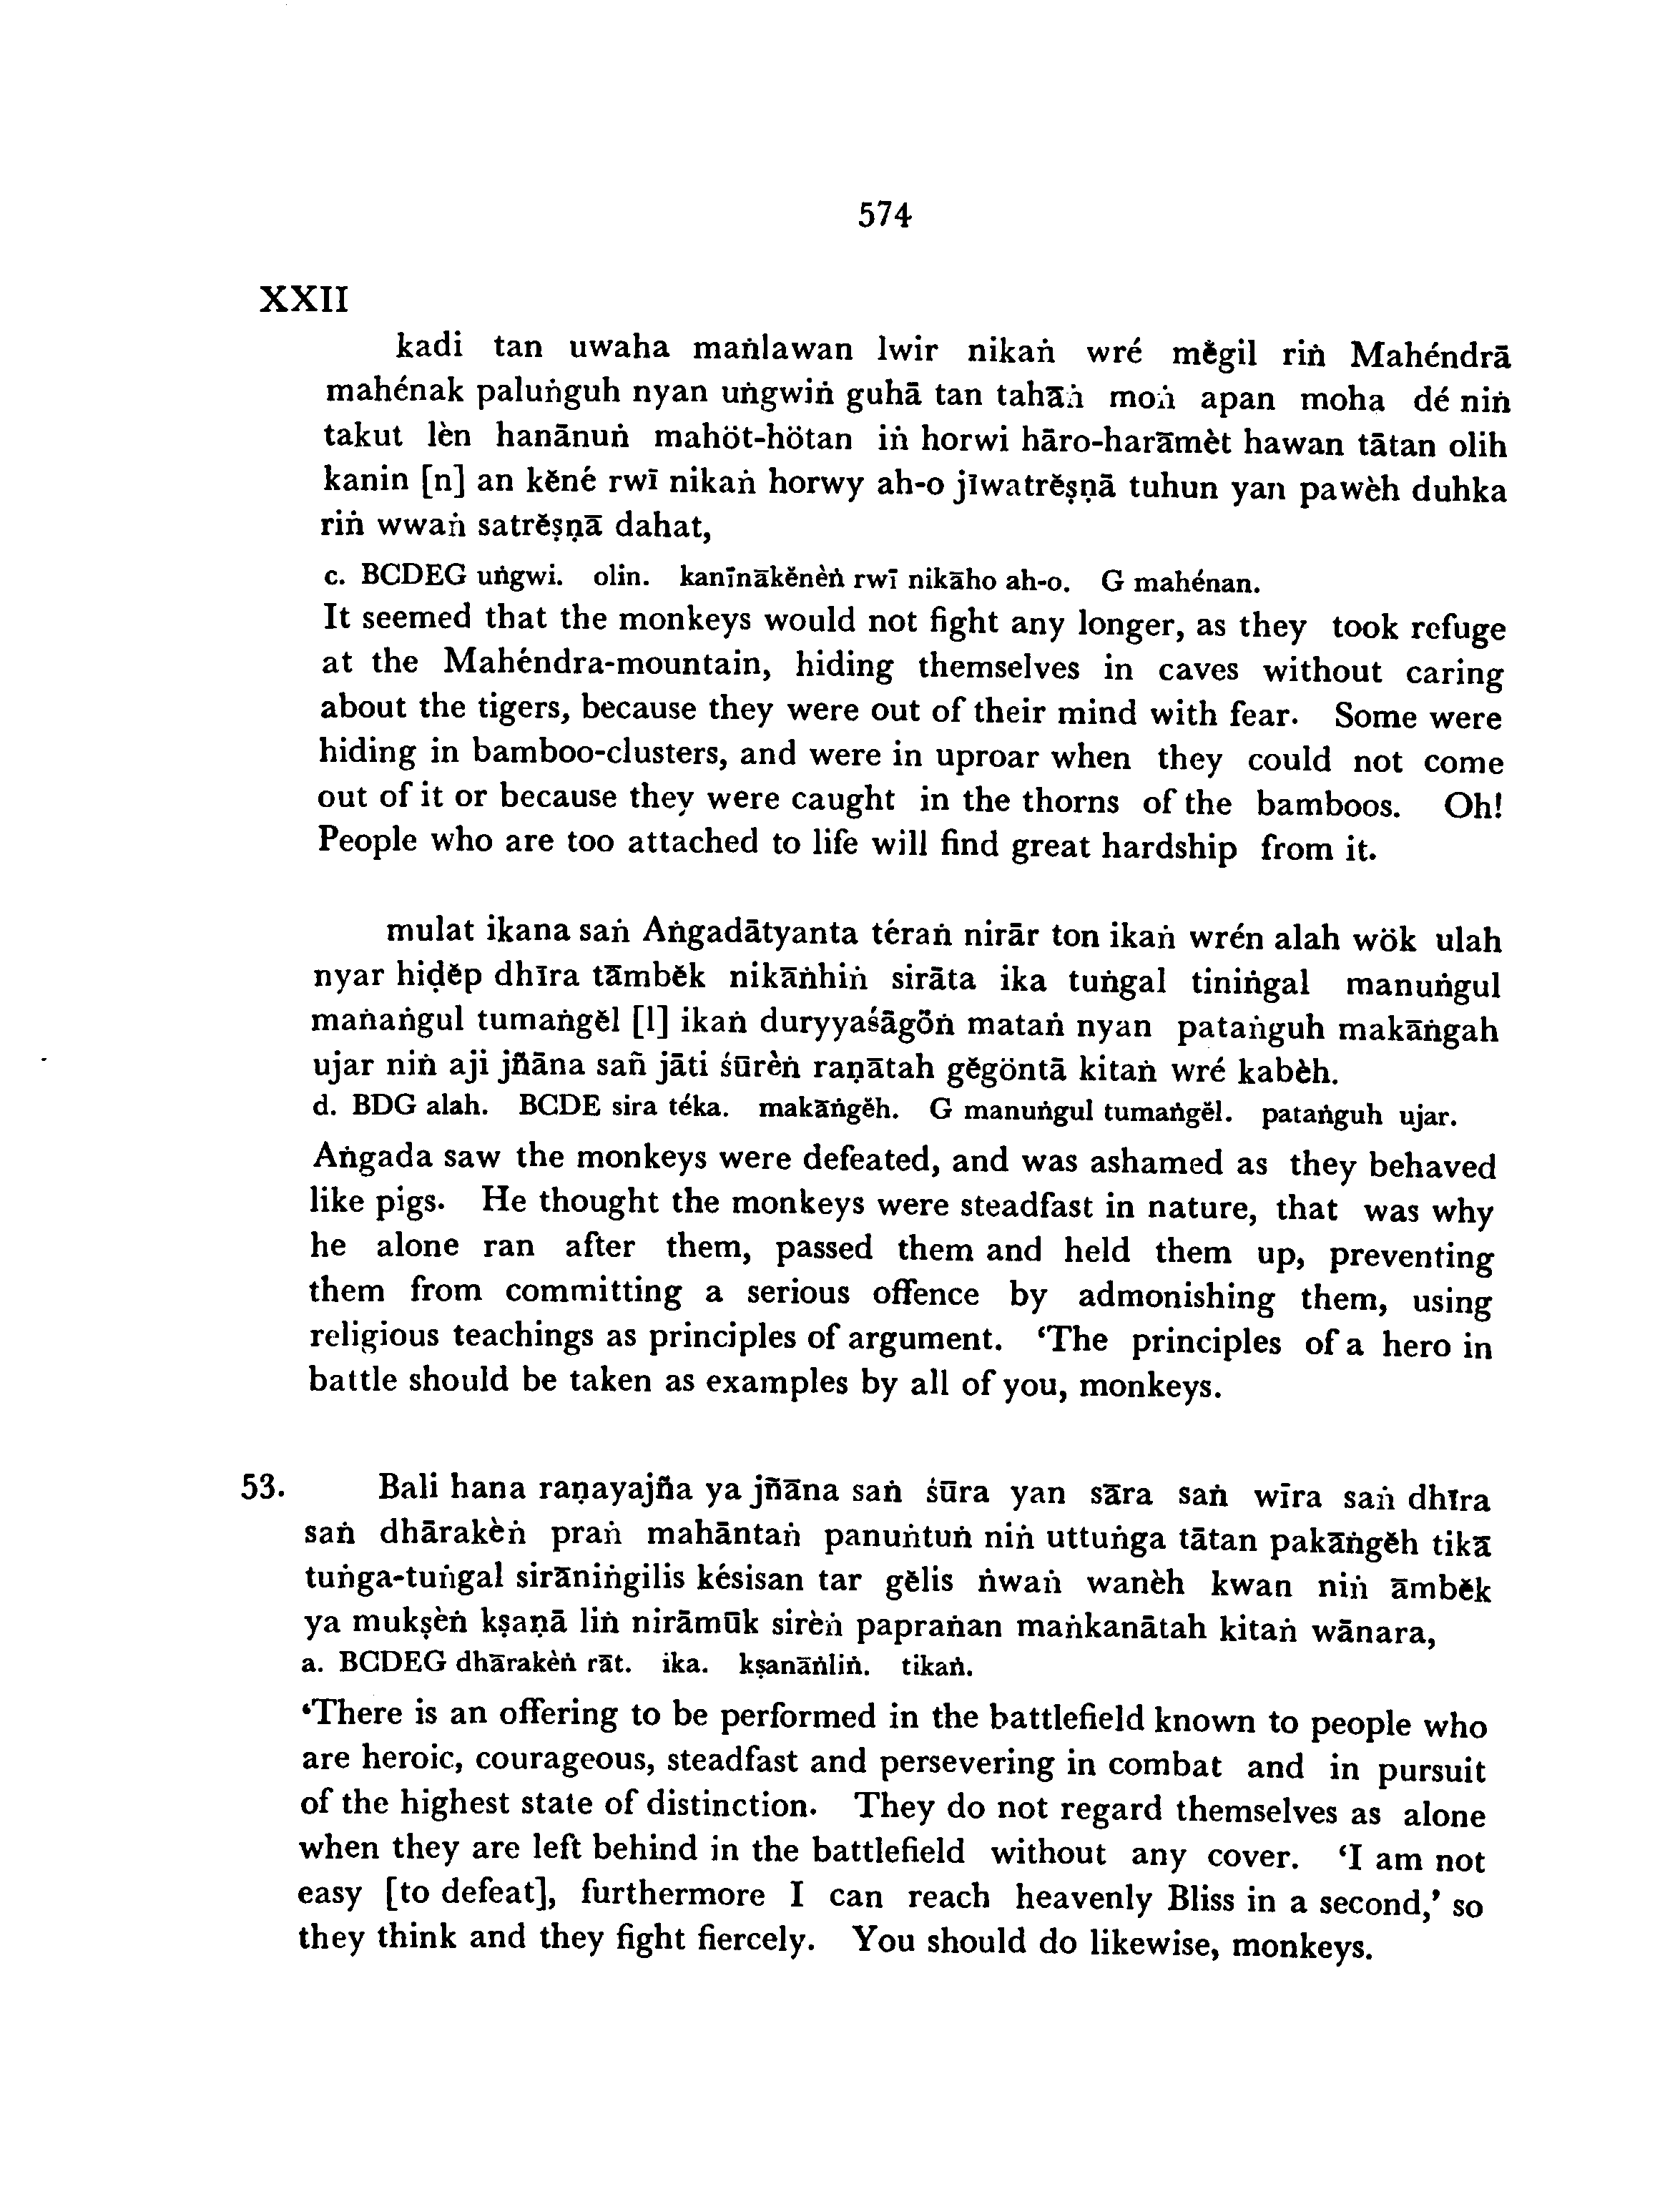 574
XXII
kadi tan uwaha maṅlawan lwir nikaṅ wré mĕgil riṅ Mahéndrā
mahénak paluṅguh nyan uṅgwiṅ guhā tan tahāṅ moṅ apan moha dé niṅ
takut lèn hanānuṅ mahöt-hötan iṅ horwi hāro-harāmèt hawan tātan olih
kanin [n] an kĕné rwī nikaṅ horwy ah-o jīwatrĕṣṇā tuhun yan pawèh duhka
riṅ wwaṅ satrĕṣṇā dahat,
c. BCDEG uṅgwi. olin. kanīnākĕnèṅ rwī nikāho ah-o. G mahénan.
It seemed that the monkeys would not fight any longer, as they took refuge
at the Mahéndra-mountain, hiding themselves in caves without caring
about the tigers, because they were out of their mind with fear. Some were
hiding in bamboo-clusters, and were in uproar when they could not come
out of it or because they were caught in the thorns of the bamboos. Oh!
People who are too attached to life will find great hardship from it.
mulat ikana saṅ Aṅgadātyanta téraṅ nirār ton ikaṅ wrén alah wök ulah
nyar hiḍĕp dhīra tāmbĕk nikāṅhiṅ sirāta ika tuṅgal tiniṅgal manuṅgul
maṅaṅgul tumaṅgĕl [l] ikaṅ duryyaśāgöṅ mataṅ nyan pataṅguh makāṅgah
ujar niṅ aji jñāna sañ jāti śūrèṅ raṇātah gĕgöntā kitaṅ wré kabèh.
d. BDG alah. BCDE sira téka. makāṅgĕh. G manuṅgul tumaṅgĕl. pataṅguh ujar.
Aṅgada saw the monkeys were defeated, and was ashamed as they behaved
like pigs. He thought the monkeys were steadfast in nature, that was why
he alone ran after them, passed them and held them up, preventing
them from committing a serious offence by admonishing them, using
religious teachings as principles of argument. ‘The principles of a hero in
battle should be taken as examples by all of you, monkeys.
53. Bali hana raṇayajña ya jñāna saṅ śūra yan sāra saṅ wīra saṅ dhīra
saṅ dhārakèṅ praṅ mahāntaṅ panuṅtuṅ niṅ uttuṅga tātan pakāṅgĕh tikā
tuṅga-tuṅgal sirāniṅgilis késisan tar gĕlis ṅwaṅ wanèh kwan niṅ āmbĕk
ya mukṣèṅ kṣaṇā liṅ nirāmūk sirèṅ papraṅan maṅkanātah kitaṅ wānara,
a. BCDEG dhārakèṅ rāt. ika. kṣanāṅliṅ. tikaṅ.
‘There is an offering to be performed in the battlefield known to people who
are heroic, courageous, steadfast and persevering in combat and in pursuit
of the highest state of distinction. They do not regard themselves as alone
when they are left behind in the battlefield without any cover. ‘I am not
easy [to defeat], furthermore I can reach heavenly Bliss in a second,’ so
they think and they fight fiercely. You should do likewise, monkeys.